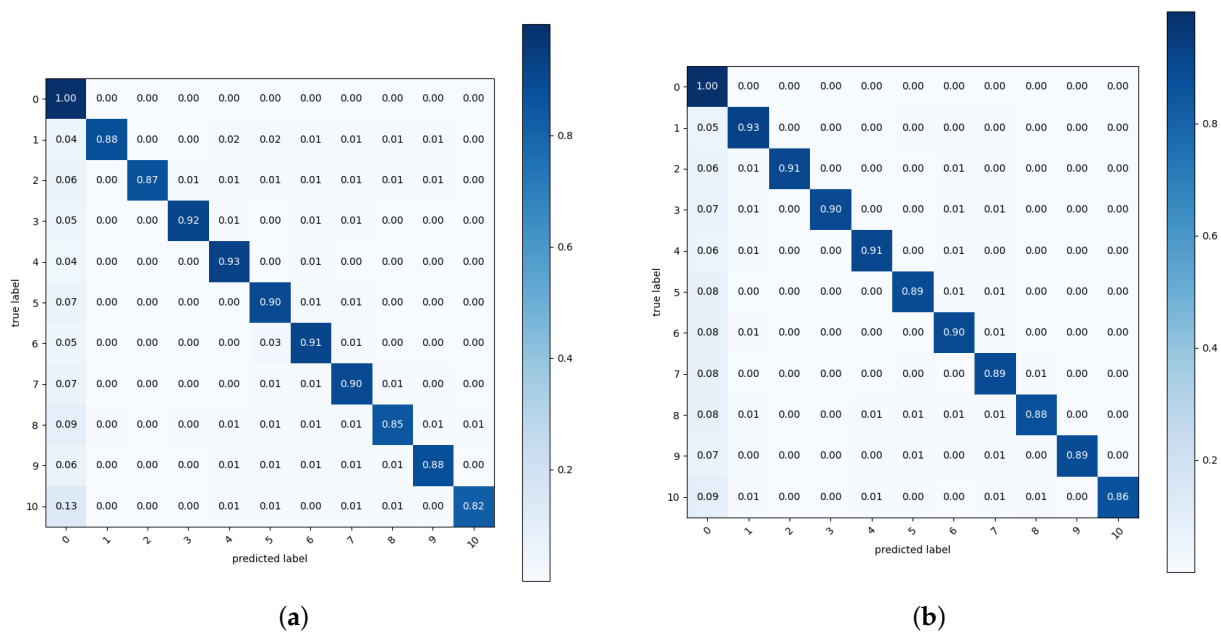 0 1.00 0.00 0.00 0.00 0.00 0.00 0.00 0.00 0.00 0.00 0.00
1 0.04 0.88 0.00 0.00 0.02 0.02 0.01 0.01 0.01 0.01 0.00
2 0.06 0.00 0.87 0.01 0.01 0.01 0.01 0.01 0.01 0.01 0.00
3 0.05 0.00 0.00 0.92 0.01 0.00 0.01 0.01 0.00 0.00 0.00
4 0.04 0.00 0.00 0.00 0.93 0.00 0.01 0.00 0.00 0.00 0.00
5 0.07 0.00 0.00 0.00 0.00 0.90 0.01 0.01 0.00 0.00 0.00
6 0.05 0.00 0.00 0.00 0.00 0.03 0.91 0.01 0.00 0.00 0.00
7 0.07 0.00 0.00 0.00 0.00 0.01 0.01 0.90 0.01 0.00 0.00
8 0.09 0.00 0.00 0.00 0.01 0.01 0.01 0.01 0.85 0.01 0.01
9 0.06 0.00 0.00 0.00 0.01 0.01 0.01 0.01 0.01 0.88 0.00
10 0.13 0.00 0.00 0.00 0.01 0.01 0.00 0.01 0.01 0.00 0.82
0 1 2 3 4 5 6 7 8 9 10
true label
predicted label
0.8
0.6
0.4
0.2
(a)
0 1.00 0.00 0.00 0.00 0.00 0.00 0.00 0.00 0.00 0.00 0.00
1 0.05 0.93 0.00 0.00 0.00 0.00 0.00 0.00 0.00 0.00 0.00
2 0.06 0.01 0.91 0.00 0.00 0.00 0.01 0.01 0.00 0.00 0.00
3 0.07 0.01 0.00 0.90 0.00 0.00 0.01 0.01 0.00 0.00 0.00
4 0.06 0.01 0.00 0.00 0.91 0.00 0.01 0.00 0.00 0.00 0.00
5 0.08 0.00 0.00 0.00 0.00 0.89 0.01 0.01 0.00 0.00 0.00
6 0.08 0.01 0.00 0.00 0.00 0.00 0.90 0.01 0.00 0.00 0.00
7 0.08 0.00 0.00 0.00 0.00 0.00 0.01 0.89 0.01 0.00 0.00
8 0.08 0.01 0.00 0.00 0.01 0.01 0.00 0.01 0.88 0.00 0.00
9 0.07 0.00 0.00 0.00 0.01 0.00 0.01 0.01 0.00 0.89 0.00
10 0.09 0.01 0.00 0.00 0.01 0.01 0.00 0.01 0.00 0.00 0.86
0 1 2 3 4 5 6 7 8 9 10
true label
predicted label
0.8
0.6
0.4
0.2
(b)